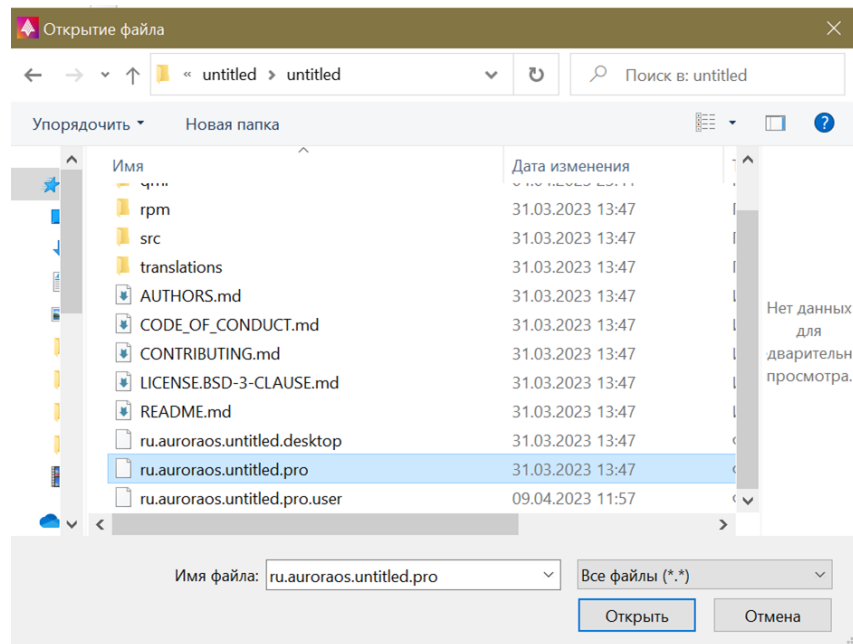 Открытие файла
« untitled > untitled
Поиск в: untitled
Упорядочить Новая папка
Имя Дата изменения
rpm 31.03.2023 13:47
src 31.03.2023 13:47
translations 31.03.2023 13:47
AUTHORS.md 31.03.2023 13:47
CODE_OF_CONDUCT.md 31.03.2023 13:47
CONTRIBUTING.md 31.03.2023 13:47
LICENSE.BSD-3-CLAUSE.md 31.03.2023 13:47
README.md 31.03.2023 13:47
ru.auroraos.untitled.desktop 31.03.2023 13:47
ru.auroraos.untitled.pro 31.03.2023 13:47
ru.auroraos.untitled.pro.user 09.04.2023 11:57
Нет данных
для
дварительн
просмотра.
Имя файла: ru.auroraos.untitled.pro Все файлы (*.*)
Открыть Отмена